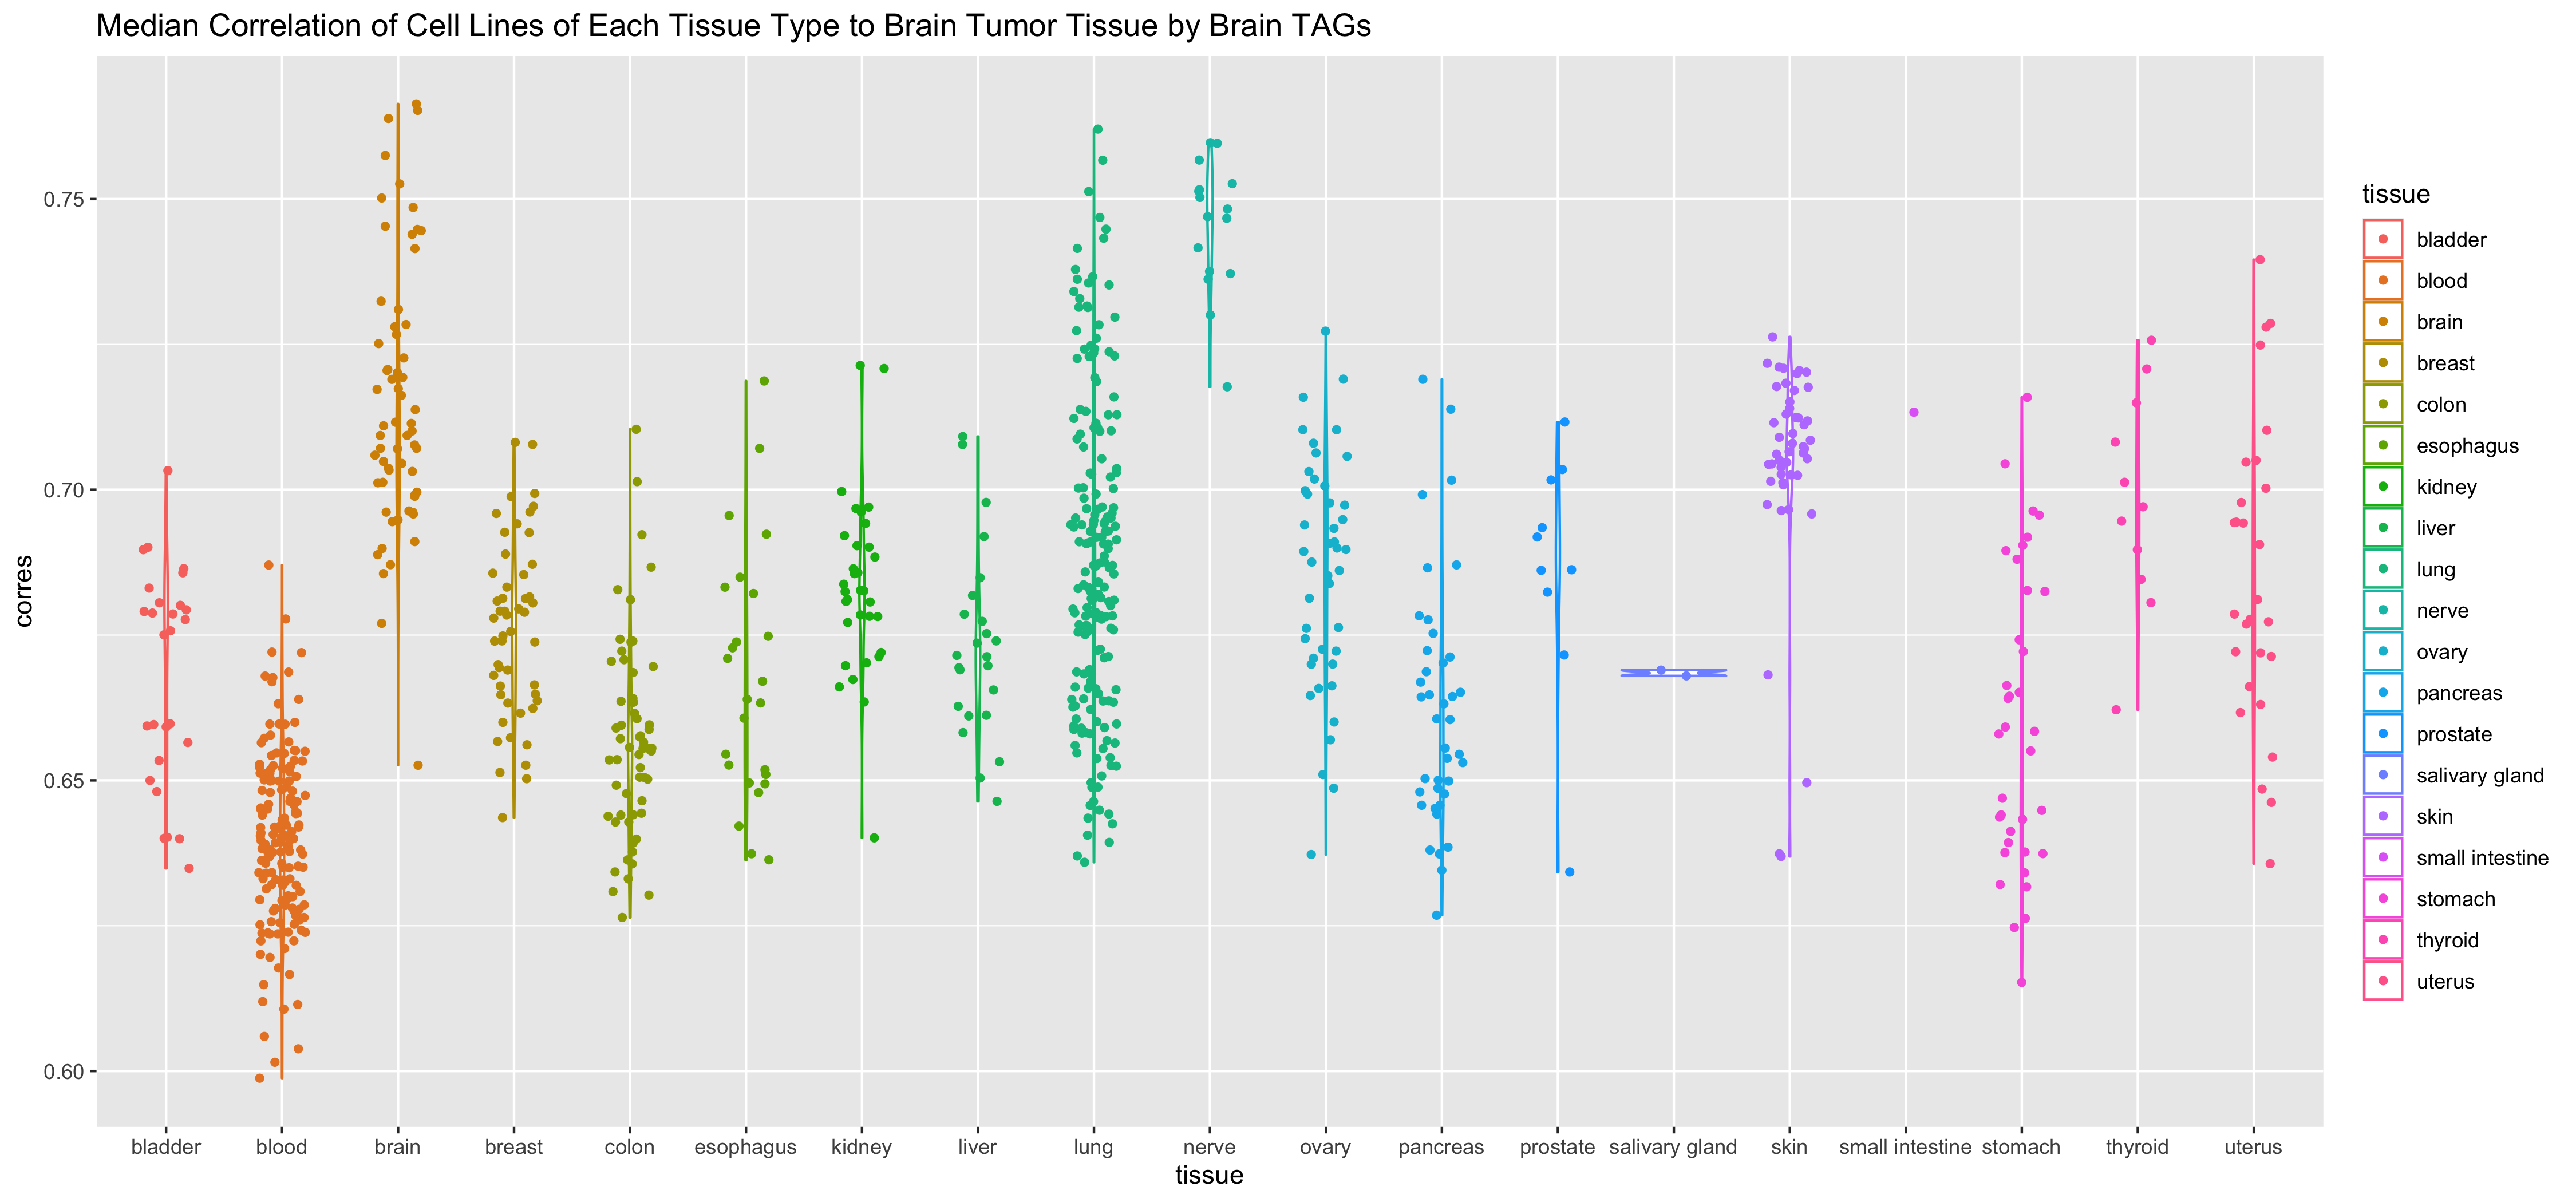 Median Correlation of Cell Lines of Each Tissue Type to Brain Tumor Tissue by Brain TAGs
corres
0.75
0.70
0.65
0.60
bladder blood brain breast colon esophagus kidney liver lung nerve ovary pancreas prostate salivary gland skin small intestine stomach thyroid uterus
tissue
tissue
bladder
blood
brain
breast
colon
esophagus
kidney
liver
lung
nerve
ovary
pancreas
prostate
salivary gland
skin
small intestine
stomach
thyroid
uterus